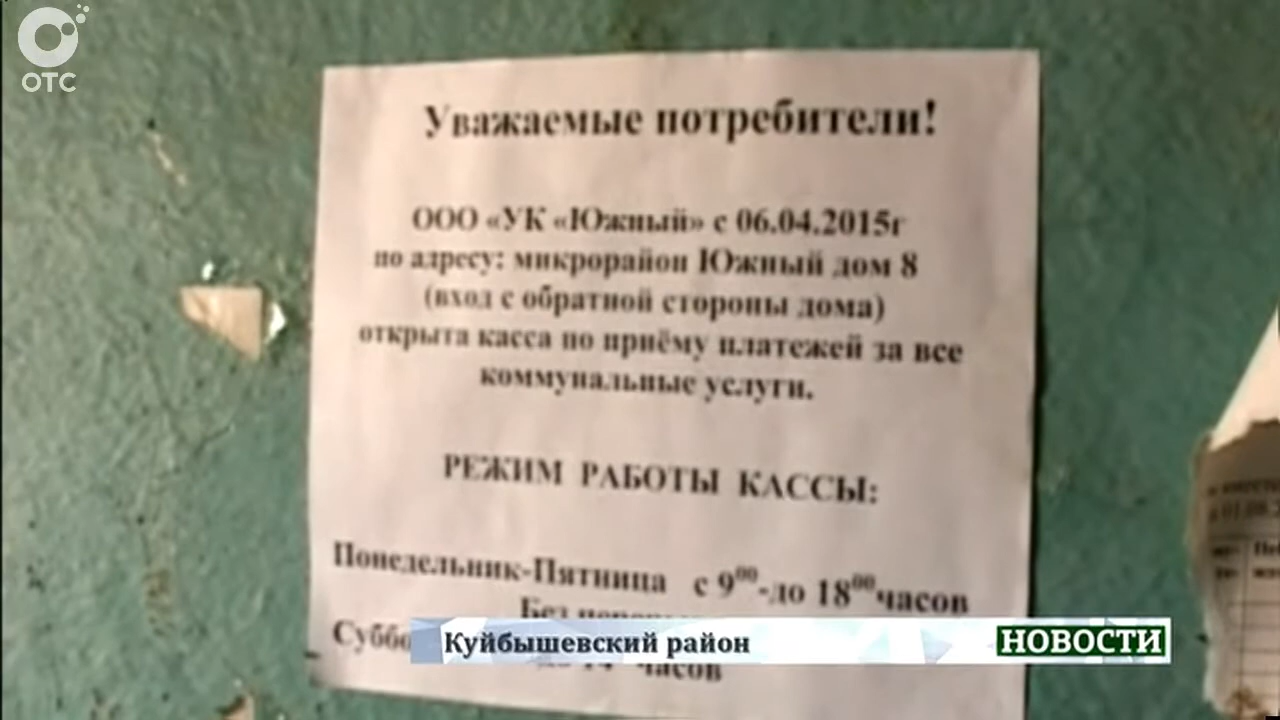 ОТС
Уважаемые потребители!
ООО «УК «Южный» с 06.04.2015г
по адресу: микрорайон Южный дом 8
(вход с обратной стороны дома)
открыта касса по приёму платежей за все
коммунальные услуги.
РЕЖИМ РАБОТЫ КАССЫ:
Понедельник-Пятница с 9⁰⁰-до 18⁰⁰часов
Без
часов
Куйбышевский район
НОВОСТИ